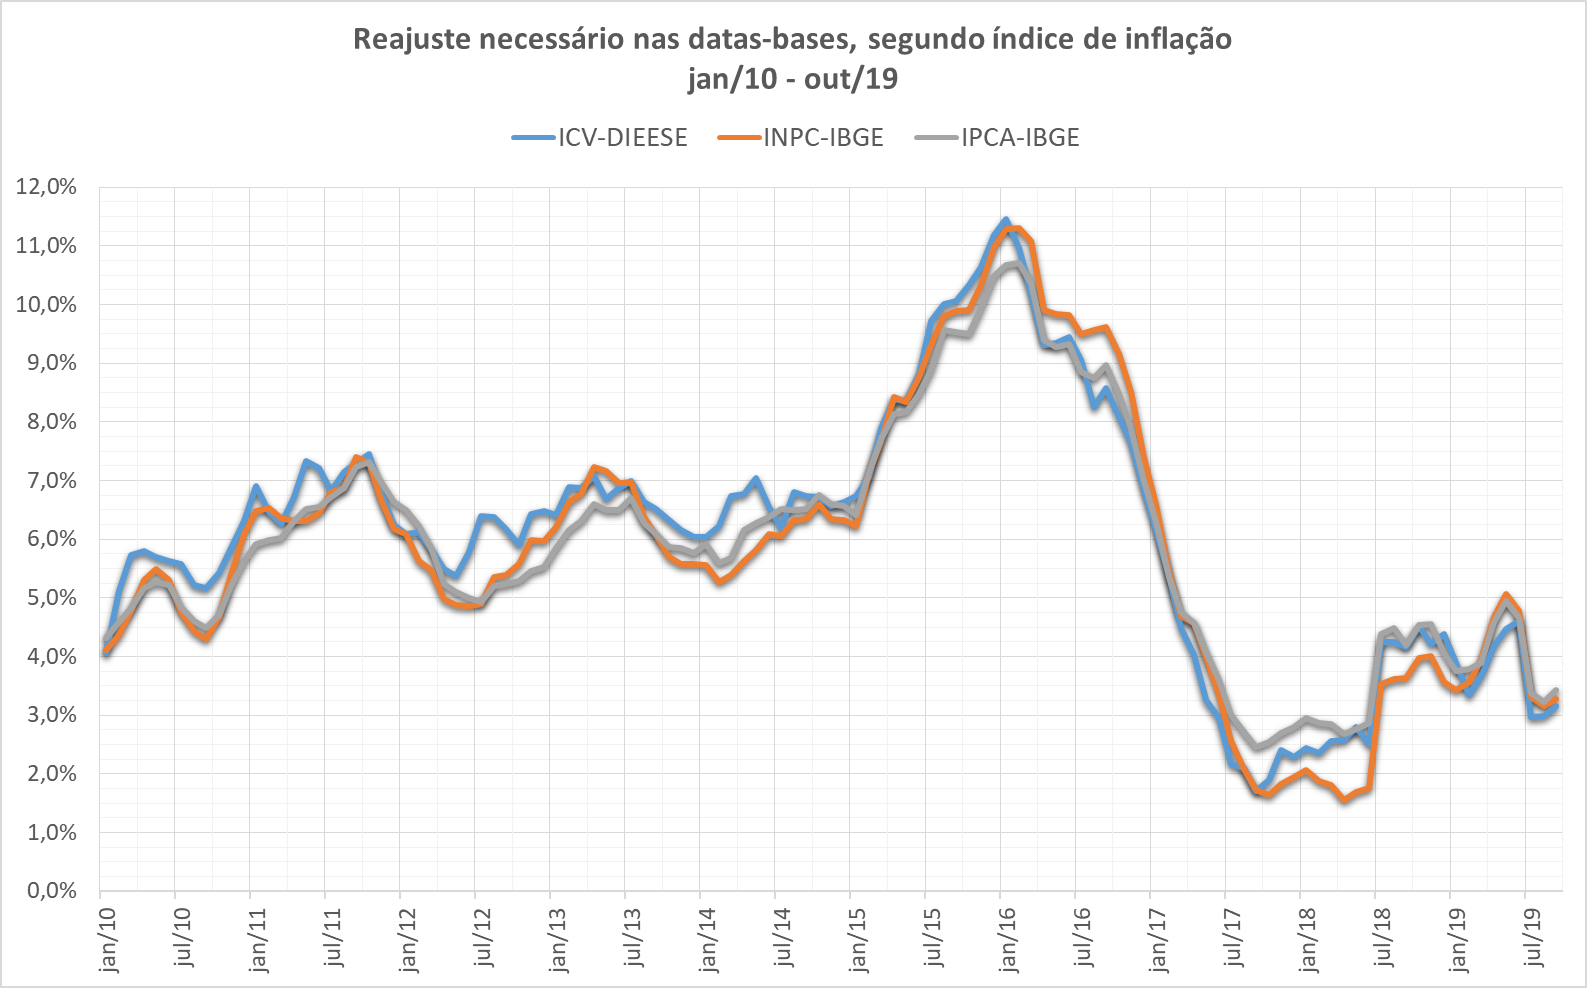 Reajuste necessário nas datas-bases, segundo índice de inflação
jan/10 - out/19
ICV-DIEESE INPC-IBGE IPCA-IBGE
12,0%
11,0%
10,0%
9,0%
8,0%
7,0%
6,0%
5,0%
4,0%
3,0%
2,0%
1,0%
0,0%
jan/10
jul/10
jan/11
jul/11
jan/12
jul/12
jan/13
jul/13
jan/14
jul/14
jan/15
jul/15
jan/16
jul/16
jan/17
jul/17
jan/18
jul/18
jan/19
jul/19